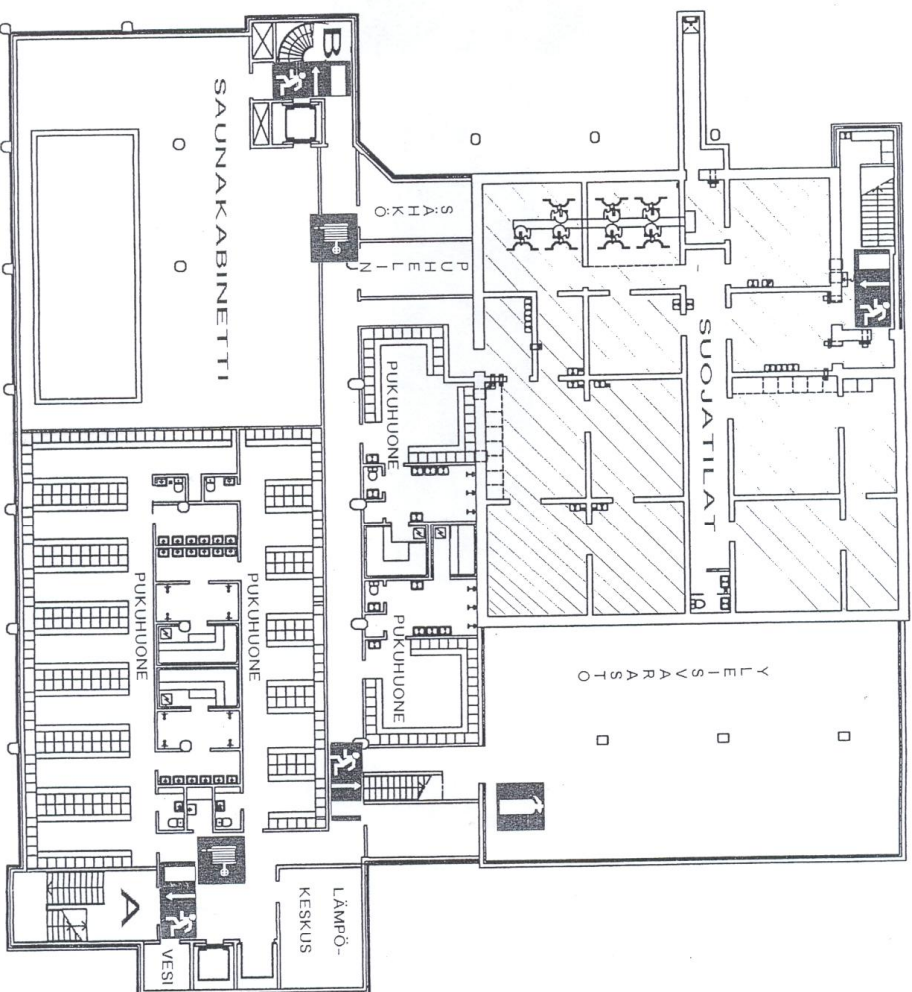 B
SAUNAKABINETTI
SÄHKÖ
PUHELIN
SUOJATILAT
PUKUHUONE
PUKUHUONE
PUKUHUONE
PUKUHUONE
YLEISVARASTO
A
LÄMPÖ-
KESKUS
VESI